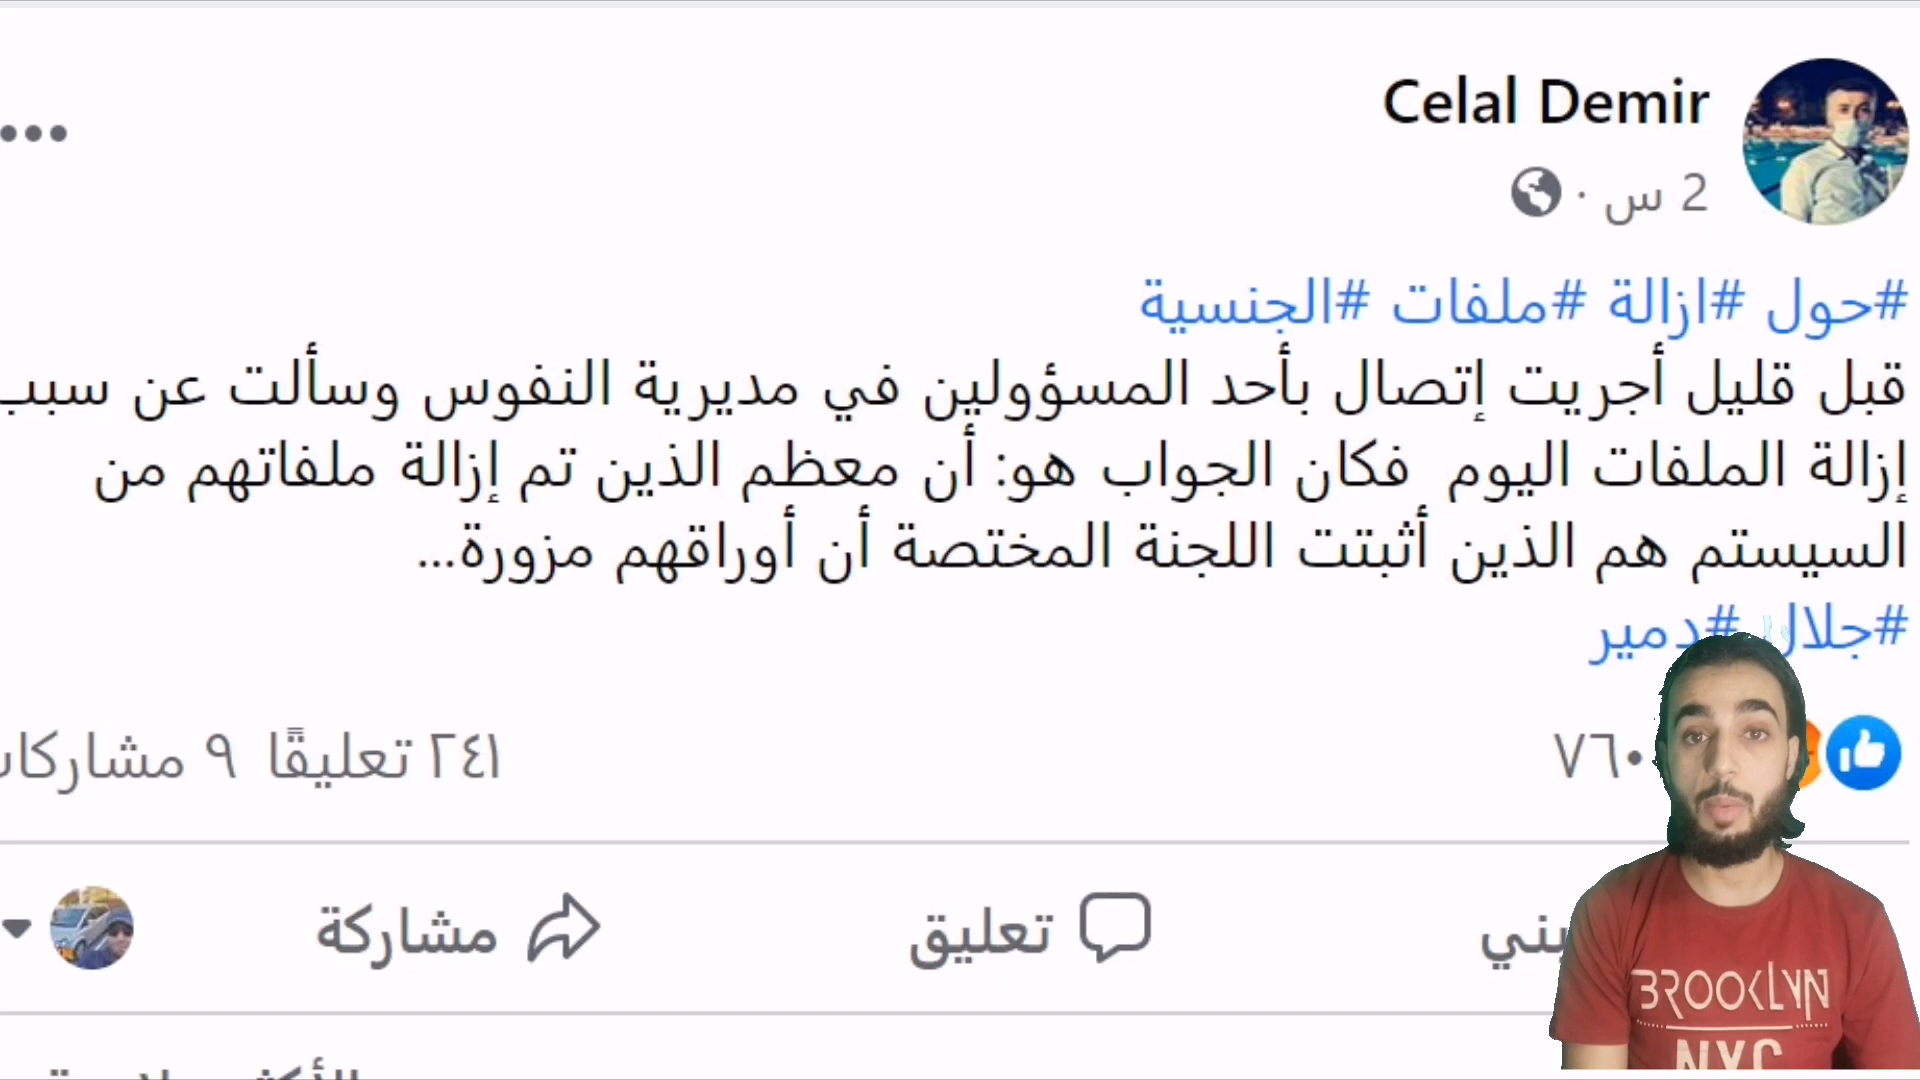 Celal Demir
2 س ·
#حول #ازالة #ملفات #الجنسية
قبل قليل أجريت إتصال بأحد المسؤولين في مديرية النفوس وسألت عن سبب
إزالة الملفات اليوم فكان الجواب هو: أن معظم الذين تم إزالة ملفاتهم من
السيستم هم الذين أثبتت اللجنة المختصة أن أوراقهم مزورة...
#جلال #دمير
٧٦٠
٢٤١ تعليقًا ٩ مشاركات
تعليق
مشاركة
BROOKLYN
NYC